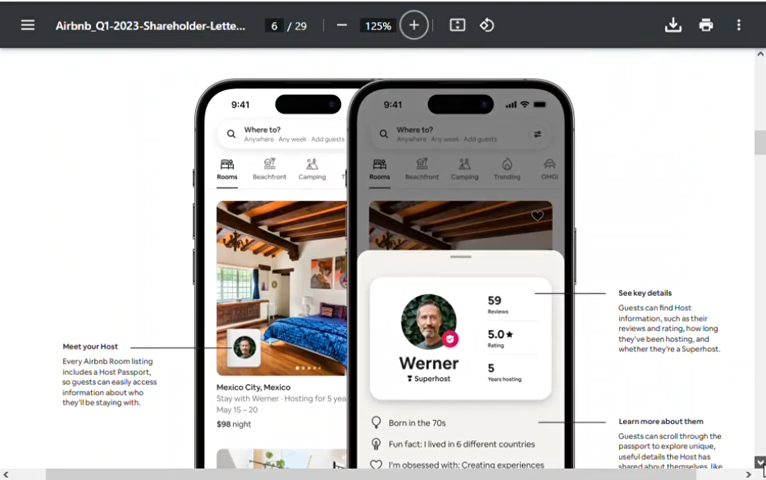 Airbnb_Q1-2023-Shareholder-Lette...
6 / 29
125%
9:41
Where to?
Anywhere · Any week · Add guests
Rooms
Beachfront
Camping
T
Meet your Host
Every Airbnb Room listing
includes a Host Passport,
so guests can easily access
information about who
they'll be staying with.
Mexico City, Mexico
Stay with Werner · Hosting for 5 yea
May 15 – 20
$98 night
9:41
Where to?
Anywhere · Any week · Add guests
Rooms
Beachfront
Camping
Trending
OMG!
59
Reviews
5.0★
Rating
5
Years hosting
Werner
Superhost
Born in the 70s
Fun fact: I lived in 6 different countries
I'm obsessed with: Creating experiences
See key details
Guests can find Host
information, such as their
reviews and rating, how long
they've been hosting, and
whether they're a Superhost.
Learn more about them
Guests can scroll through the
passport to explore unique,
useful details the Host has
shared about themselves, like